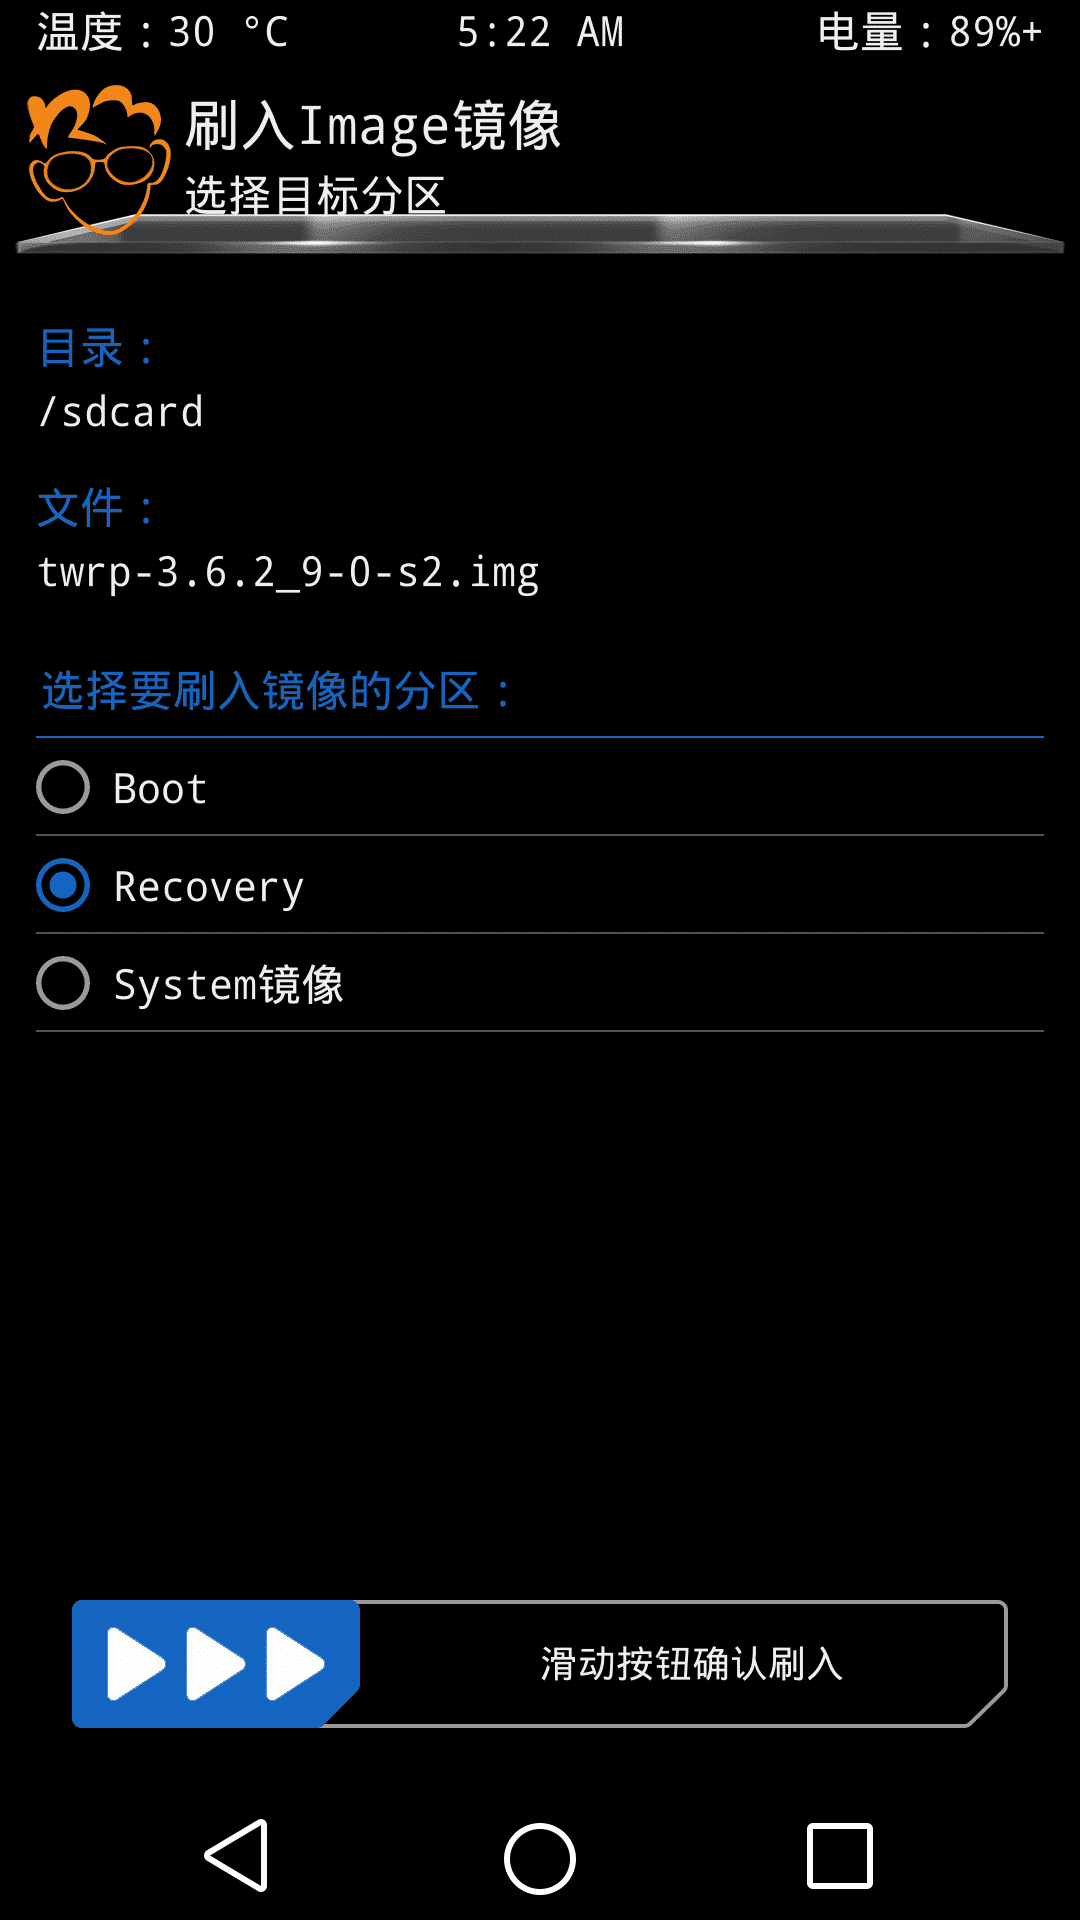 温度：30 °C
5:22 AM
电量：89%+
刷入Image镜像
选择目标分区
目录：
/sdcard
文件：
twrp-3.6.2_9-0-s2.img
选择要刷入镜像的分区：
Boot
Recovery
System镜像
滑动按钮确认刷入